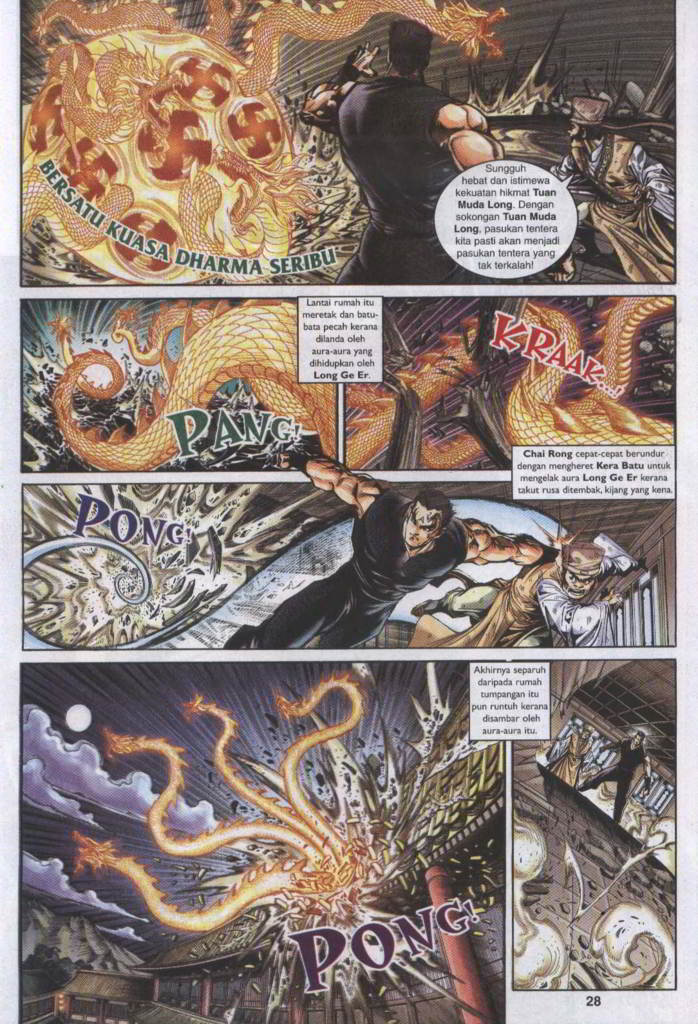 BERSATU KUASA DHARMA SERIBU
Sungguh
hebat dan istimewa
kekuatan hikmat Tuan
Muda Long. Dengan
sokongan Tuan Muda
Long, pasukan tentera
kita pasti akan menjadi
pasukan tentera yang
tak terkalah!
Lantai rumah itu
meretak dan batu-
bata pecah kerana
dilanda oleh
aura-aura yang
dihidupkan oleh
Long Ge Er.
PANG!
KRAAK...!
Chai Rong cepat-cepat berundur
dengan mengheret Kera Batu untuk
mengelak aura Long Ge Er kerana
takut rusa ditembak, kijang yang kena.
PONG!
Akhirnya separuh
daripada rumah
tumpangan itu
pun runtuh kerana
disambar oleh
aura-aura itu.
PONG!
28